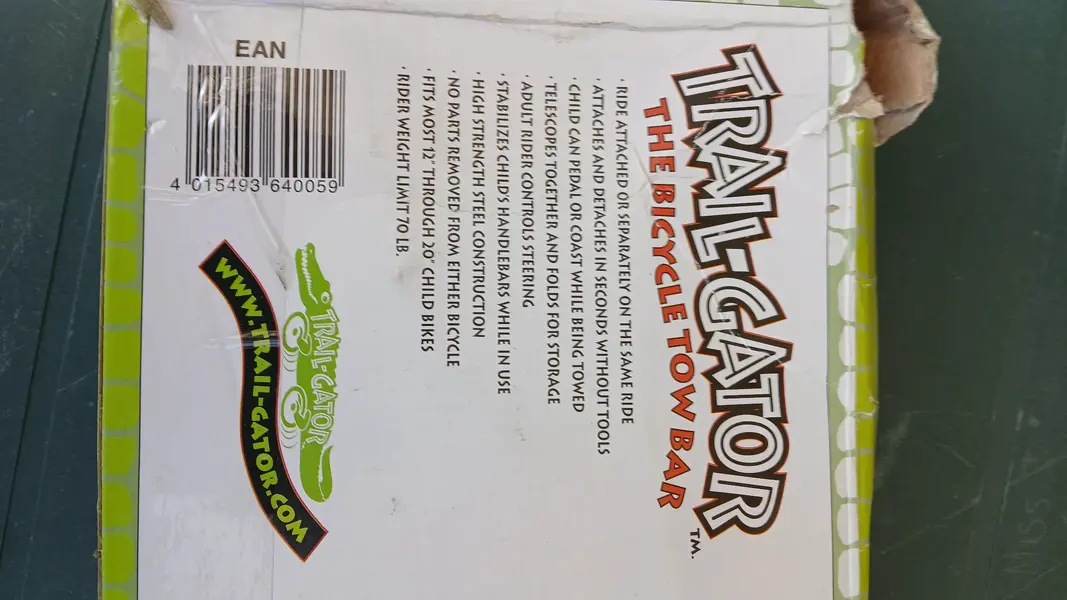 TRAIL-GATOR™.
THE BICYCLE TOW BAR
· RIDE ATTACHED OR SEPARATELY ON THE SAME RIDE
· ATTACHES AND DETACHES IN SECONDS WITHOUT TOOLS
· CHILD CAN PEDAL OR COAST WHILE BEING TOWED
· TELESCOPES TOGETHER AND FOLDS FOR STORAGE
· ADULT RIDER CONTROLS STEERING
· STABILIZES CHILDS HANDLEBARS WHILE IN USE
· HIGH STRENGTH STEEL CONSTRUCTION
· NO PARTS REMOVED FROM EITHER BICYCLE
· FITS MOST 12" THROUGH 20" CHILD BIKES
· RIDER WEIGHT LIMIT 70 LB.
EAN
4 015493 640059
TRAIL-GATOR
WWW.TRAIL-GATOR.COM